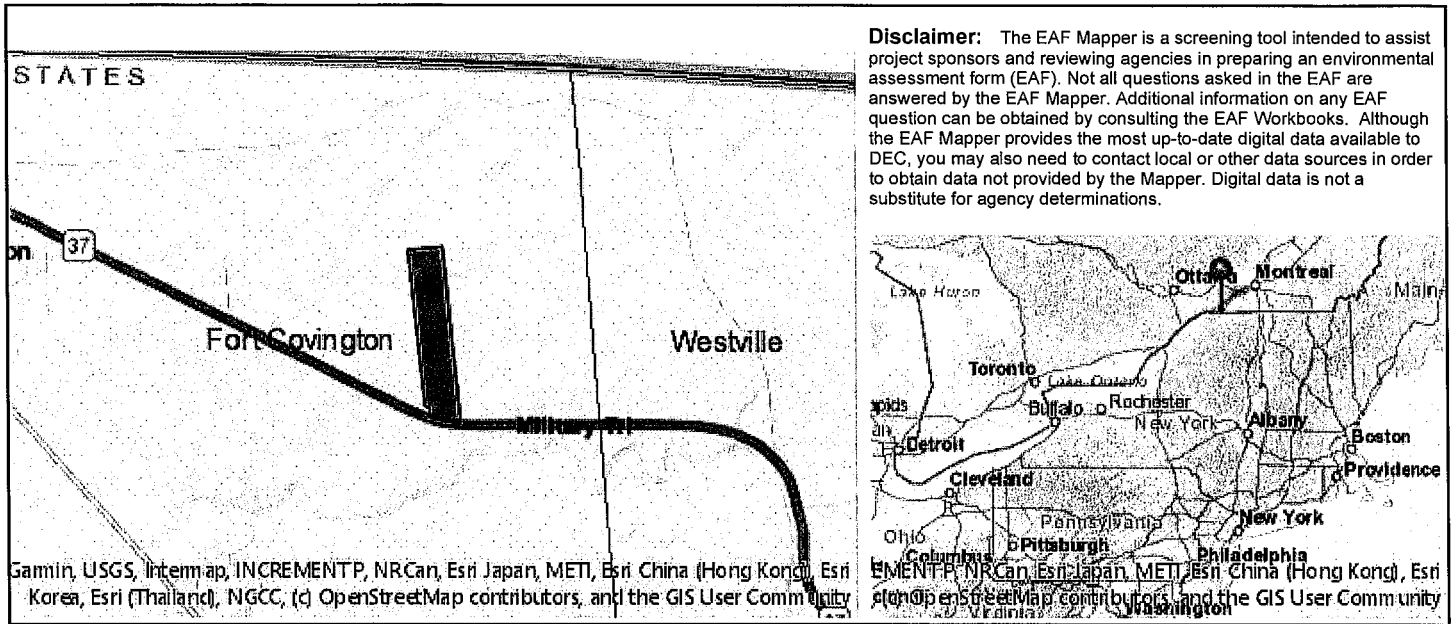 STATES
37
Fort Covington
Westville
Military Trl
Garmin, USGS, Intermap, INCREMENT P, NRCan, Esri Japan, METI, Esri China (Hong Kong), Esri
Korea, Esri (Thailand), NGCC, (c) OpenStreetMap contributors, and the GIS User Community
Disclaimer: The EAF Mapper is a screening tool intended to assist
project sponsors and reviewing agencies in preparing an environmental
assessment form (EAF). Not all questions asked in the EAF are
answered by the EAF Mapper. Additional information on any EAF
question can be obtained by consulting the EAF Workbooks. Although
the EAF Mapper provides the most up-to-date digital data available to
DEC, you may also need to contact local or other data sources in order
to obtain data not provided by the Mapper. Digital data is not a
substitute for agency determinations.
Ottawa
Montreal
Lake Huron
Main
Toronto
Lake Ontario
apids
Buffalo
Rochester
New York
Albany
Detroit
Boston
Providence
Cleveland
New York
Ohio
Pennsylvania
Pittsburgh
Columbus
Philadelphia
EMENT P, NRCan, Esri Japan, METI, Esri China (Hong Kong), Esri
(c) OpenStreetMap contributors, and the GIS User Community
Virginia
Washington